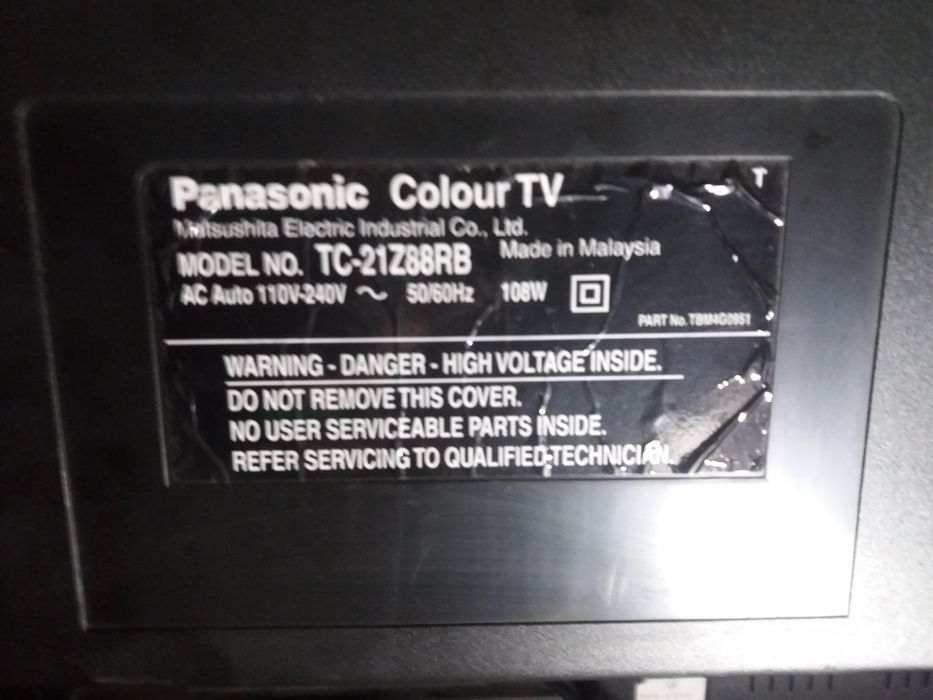 Panasonic Colour TV
T
Matsushita Electric Industrial Co., Ltd.
Made in Malaysia
MODEL NO. TC-21Z88RB
AC Auto 110V-240V ~ 50/60Hz 108W
PART No. TBM4G0951
WARNING - DANGER - HIGH VOLTAGE INSIDE.
DO NOT REMOVE THIS COVER.
NO USER SERVICEABLE PARTS INSIDE.
REFER SERVICING TO QUALIFIED-TECHNICIAN.